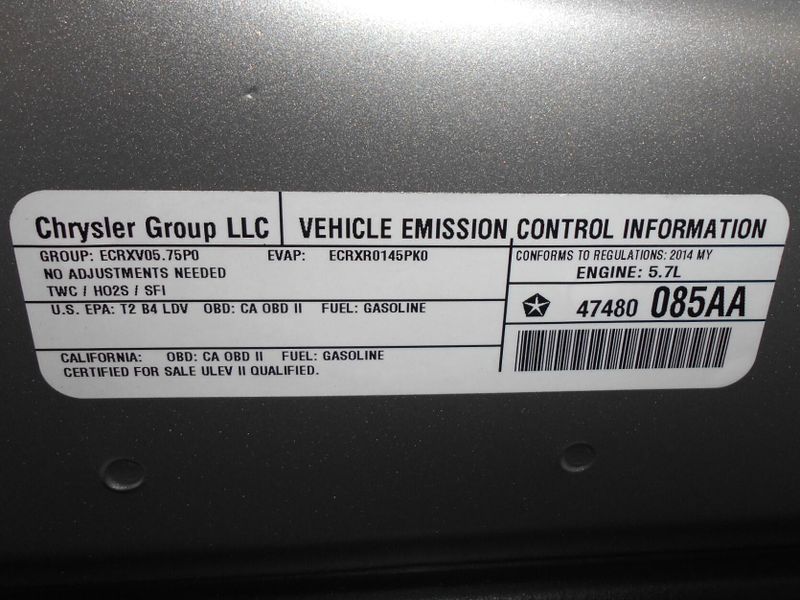 Chrysler Group LLC
VEHICLE EMISSION CONTROL INFORMATION
GROUP: ECRXV05.75P0 EVAP: ECRXR0145PK0
NO ADJUSTMENTS NEEDED
TWC / HO2S / SFI
CONFORMS TO REGULATIONS: 2014 MY
ENGINE: 5.7L
U.S. EPA: T2 B4 LDV OBD: CA OBD II FUEL: GASOLINE
47480 085AA
CALIFORNIA: OBD: CA OBD II FUEL: GASOLINE
CERTIFIED FOR SALE ULEV II QUALIFIED.